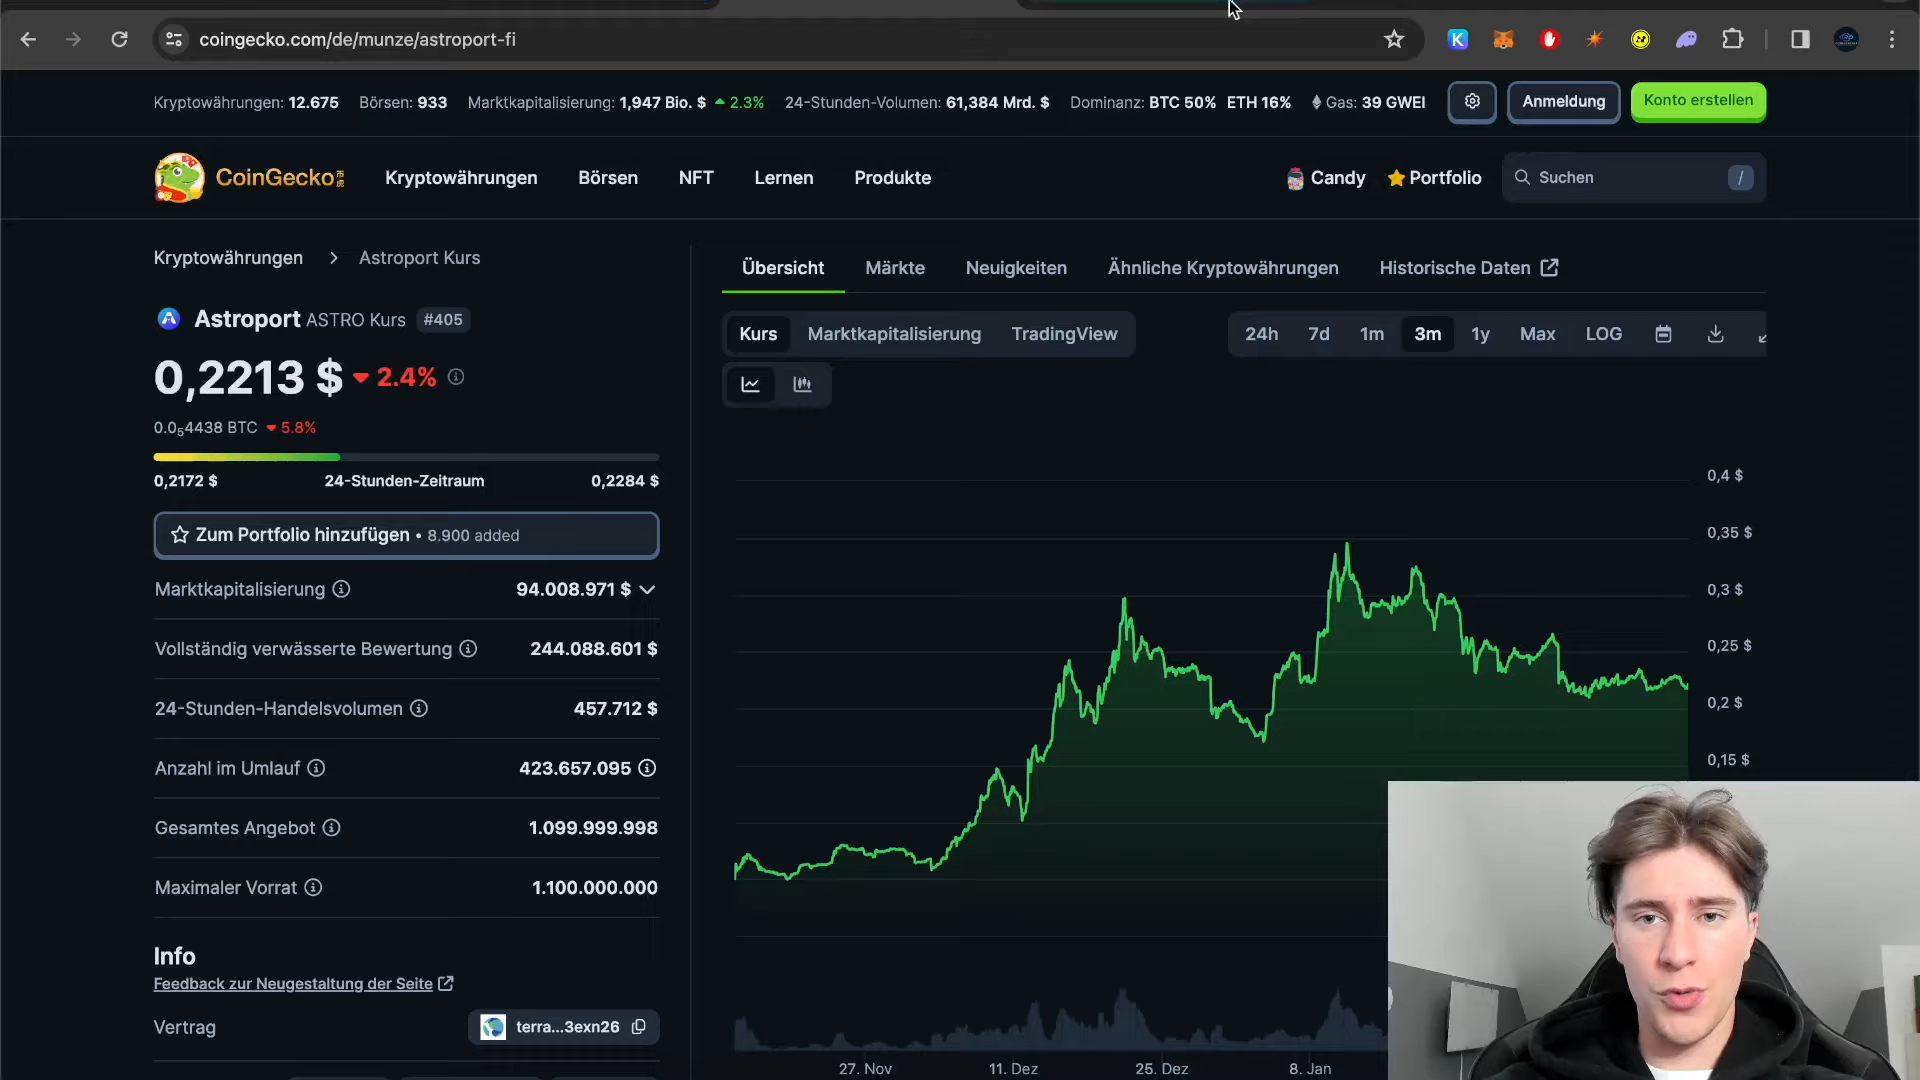 coingecko.com/de/munze/astroport-fi
K
Kryptowährungen: 12.675 Börsen: 933 Marktkapitalisierung: 1,947 Bio. $ 2.3% 24-Stunden-Volumen: 61,384 Mrd. $ Dominanz: BTC 50% ETH 16% Gas: 39 GWEI
Anmeldung
Konto erstellen
CoinGecko
Kryptowährungen Börsen NFT Lernen Produkte
Candy Portfolio
Suchen /
Kryptowährungen > Astroport Kurs
Astroport ASTRO Kurs #405
0,2213 $ 2.4%
0.0₅4438 BTC 5.8%
0,2172 $ 24-Stunden-Zeitraum 0,2284 $
Zum Portfolio hinzufügen • 8.900 added
Marktkapitalisierung 94.008.971 $
Vollständig verwässerte Bewertung 244.088.601 $
24-Stunden-Handelsvolumen 457.712 $
Anzahl im Umlauf 423.657.095
Gesamtes Angebot 1.099.999.998
Maximaler Vorrat 1.100.000.000
Info
Feedback zur Neugestaltung der Seite
Vertrag terra...3exn26
Übersicht Märkte Neuigkeiten Ähnliche Kryptowährungen Historische Daten
Kurs Marktkapitalisierung TradingView
24h 7d 1m 3m 1y Max LOG
0,4 $
0,35 $
0,3 $
0,25 $
0,2 $
0,15 $
27. Nov 11. Dez 25. Dez 8. Jan